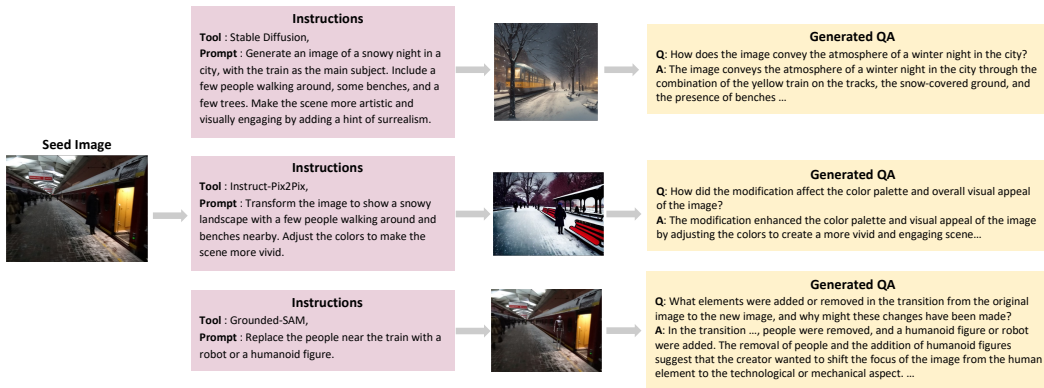 Seed Image
Instructions
Tool : Stable Diffusion,
Prompt : Generate an image of a snowy night in a
city, with the train as the main subject. Include a
few people walking around, some benches, and a
few trees. Make the scene more artistic and
visually engaging by adding a hint of surrealism.
Generated QA
Q: How does the image convey the atmosphere of a winter night in the city?
A: The image conveys the atmosphere of a winter night in the city through the
combination of the yellow train on the tracks, the snow-covered ground, and
the presence of benches ...
Instructions
Tool : Instruct-Pix2Pix,
Prompt : Transform the image to show a snowy
landscape with a few people walking around and
benches nearby. Adjust the colors to make the
scene more vivid.
Generated QA
Q: How did the modification affect the color palette and overall visual appeal
of the image?
A: The modification enhanced the color palette and visual appeal of the image
by adjusting the colors to create a more vivid and engaging scene...
Instructions
Tool : Grounded-SAM,
Prompt : Replace the people near the train with a
robot or a humanoid figure.
Generated QA
Q: What elements were added or removed in the transition from the original
image to the new image, and why might these changes have been made?
A: In the transition ..., people were removed, and a humanoid figure or robot
were added. The removal of people and the addition of humanoid figures
suggest that the creator wanted to shift the focus of the image from the human
element to the technological or mechanical aspect. ...